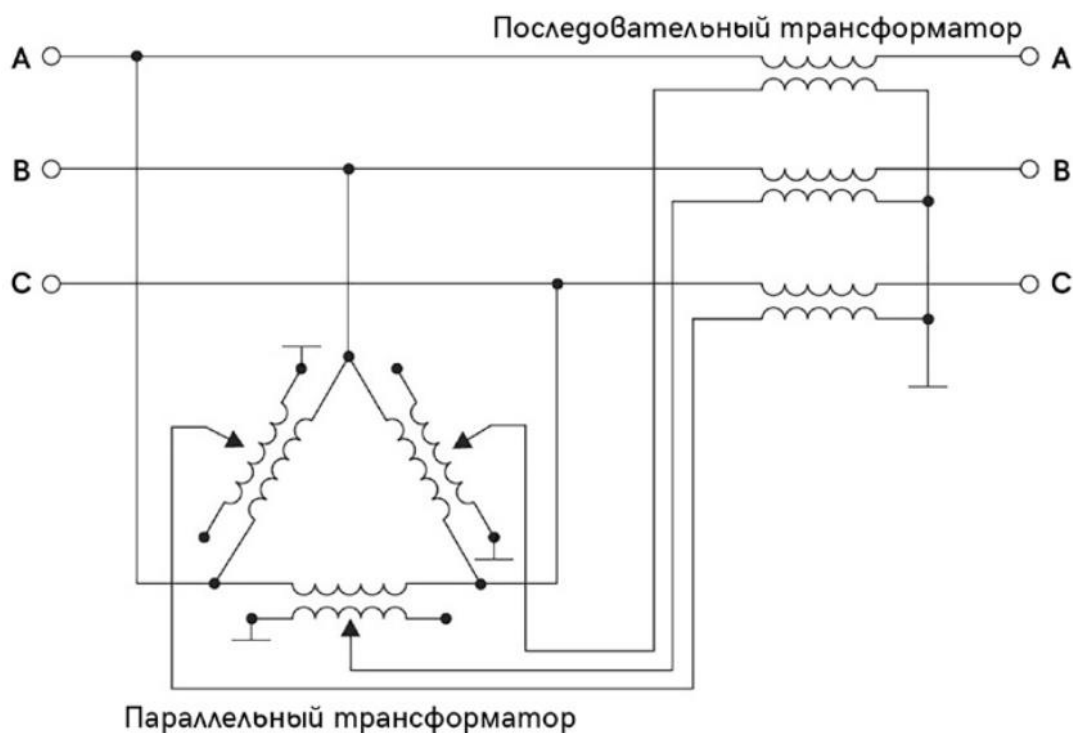 Последовательный трансформатор
A A
B B
C C
Параллельный трансформатор